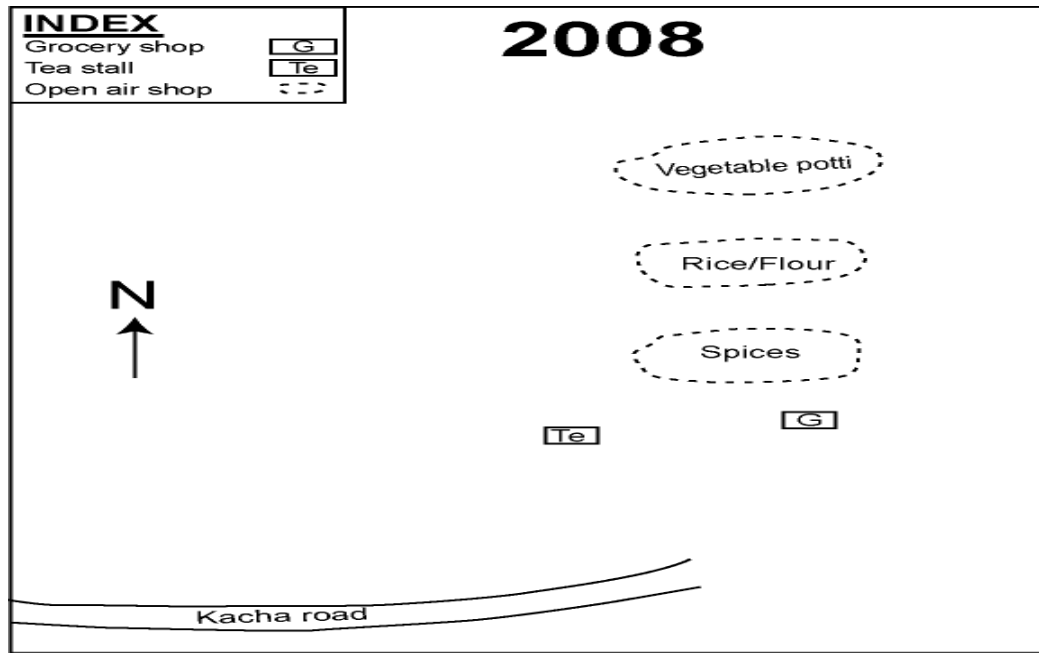 INDEX
Grocery shop G
Tea stall Te
Open air shop
2008
Vegetable potti
Rice/Flour
N
Spices
G
Te
Kacha road